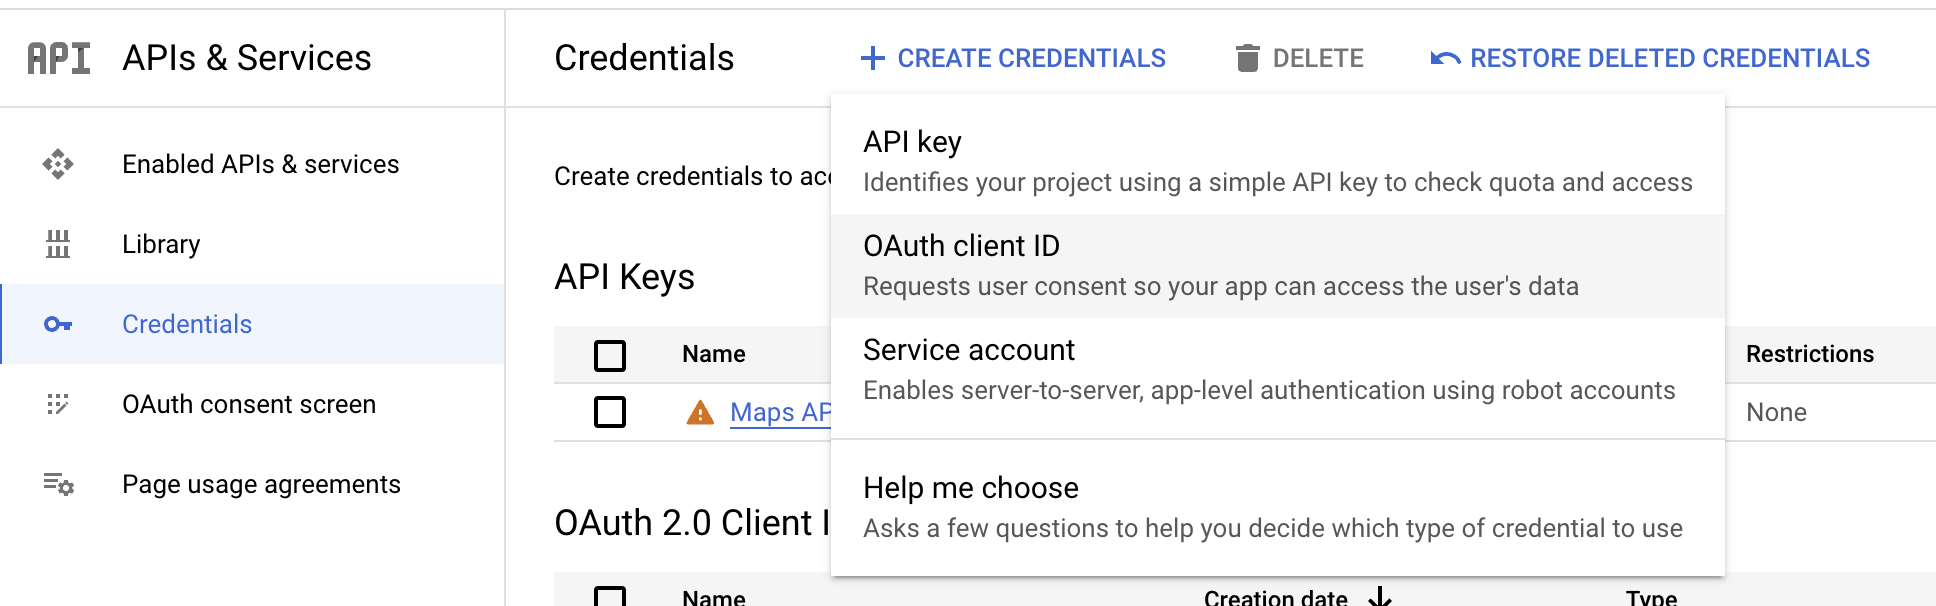 API APIs & Services
Credentials
CREATE CREDENTIALS
DELETE
RESTORE DELETED CREDENTIALS
Enabled APIs & services
Library
Credentials
OAuth consent screen
Page usage agreements
Create credentials to
API key
Identifies your project using a simple API key to check quota and access
OAuth client ID
Requests user consent so your app can access the user's data
Service account
Enables server-to-server, app-level authentication using robot accounts
Help me choose
Asks a few questions to help you decide which type of credential to use
API Keys
Name
Restrictions
Maps AP
None
OAuth 2.0 Client I
Name
Creation date
Type